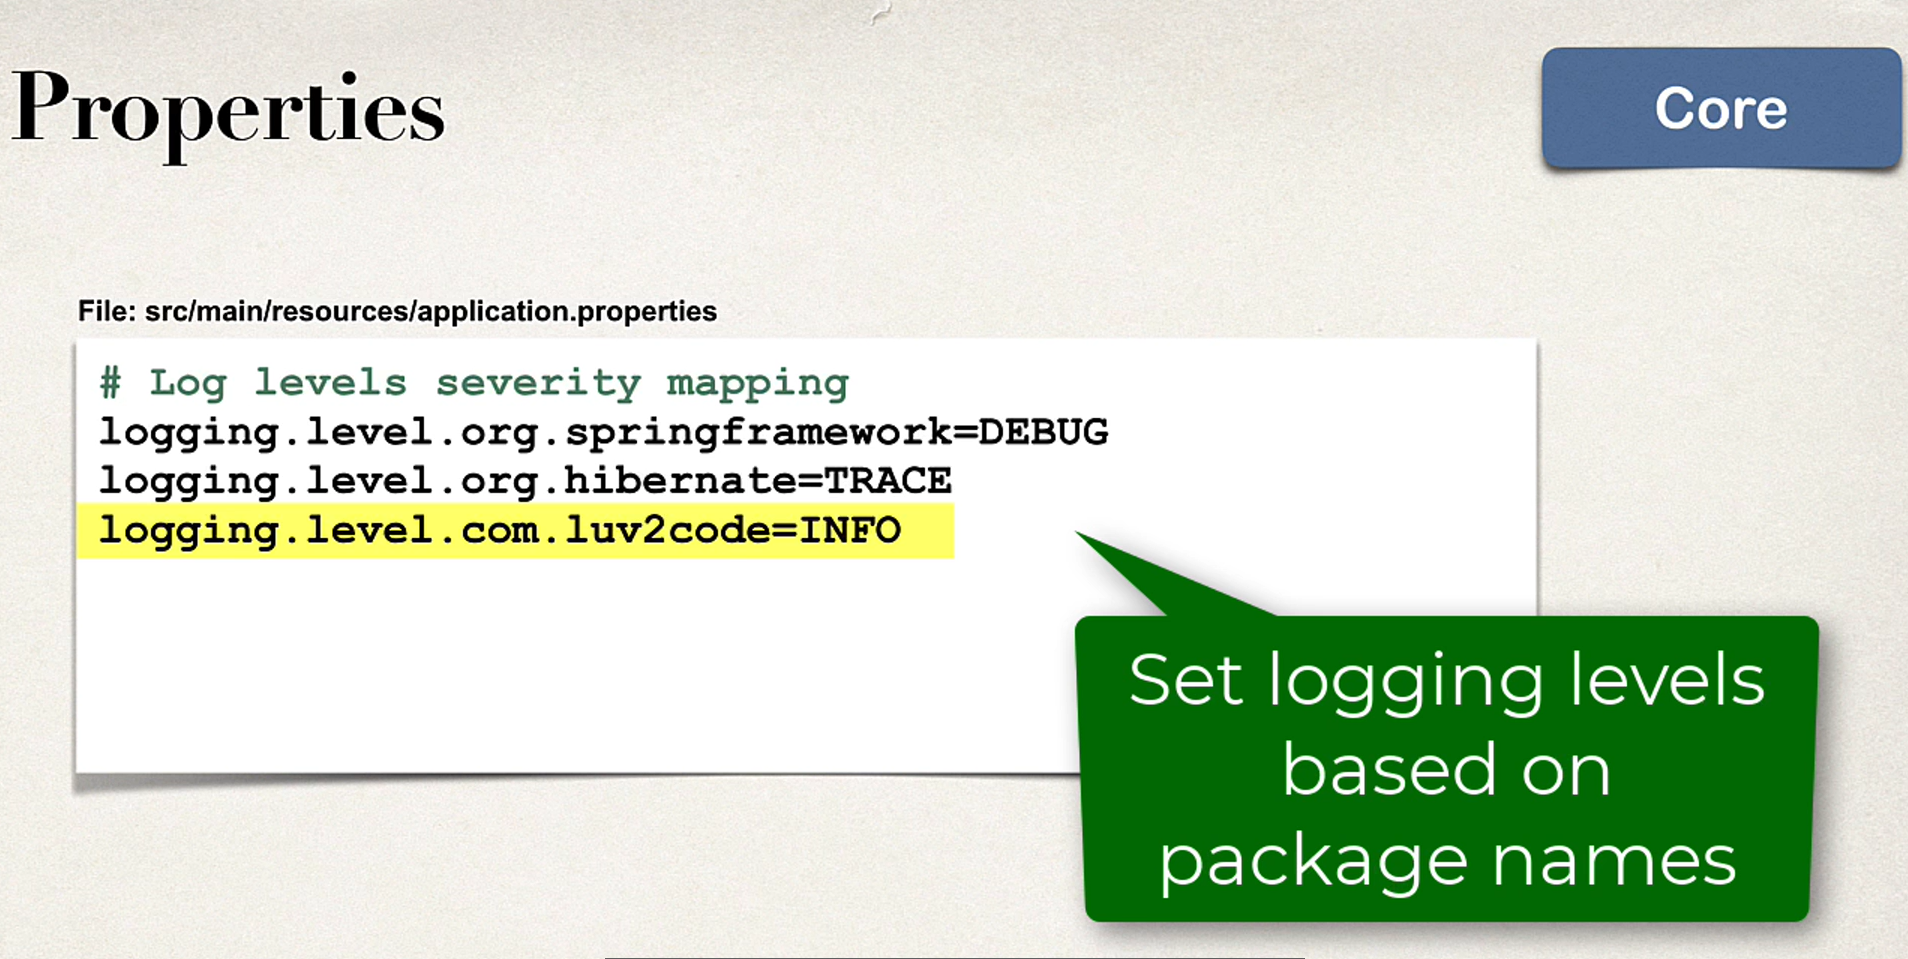 Properties
Core
File: src/main/resources/application.properties
# Log levels severity mapping
logging.level.org.springframework=DEBUG
logging.level.org.hibernate=TRACE
logging.level.com.luv2code=INFO
Set logging levels
based on
package names